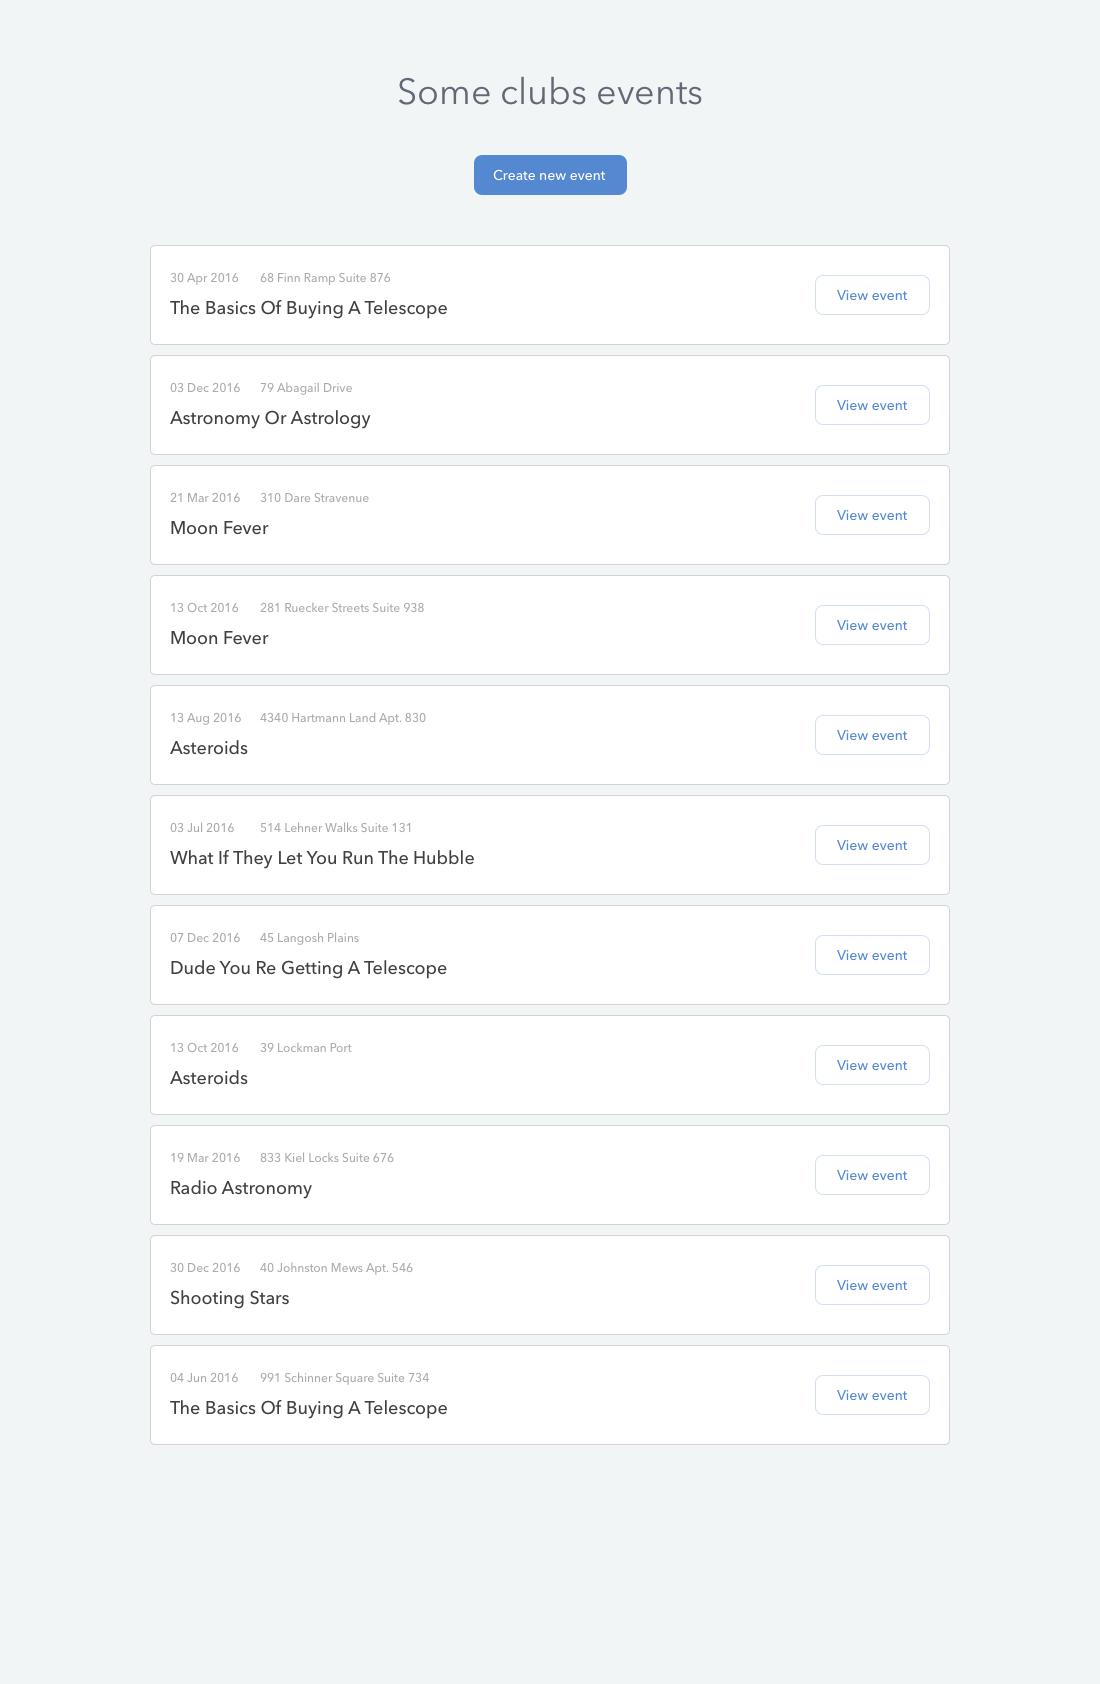 Some clubs events
Create new event
30 Apr 2016 68 Finn Ramp Suite 876
The Basics Of Buying A Telescope
View event
03 Dec 2016 79 Abagail Drive
Astronomy Or Astrology
View event
21 Mar 2016 310 Dare Stravenue
Moon Fever
View event
13 Oct 2016 281 Ruecker Streets Suite 938
Moon Fever
View event
13 Aug 2016 4340 Hartmann Land Apt. 830
Asteroids
View event
03 Jul 2016 514 Lehner Walks Suite 131
What If They Let You Run The Hubble
View event
07 Dec 2016 45 Langosh Plains
Dude You Re Getting A Telescope
View event
13 Oct 2016 39 Lockman Port
Asteroids
View event
19 Mar 2016 833 Kiel Locks Suite 676
Radio Astronomy
View event
30 Dec 2016 40 Johnston Mews Apt. 546
Shooting Stars
View event
04 Jun 2016 991 Schinner Square Suite 734
The Basics Of Buying A Telescope
View event